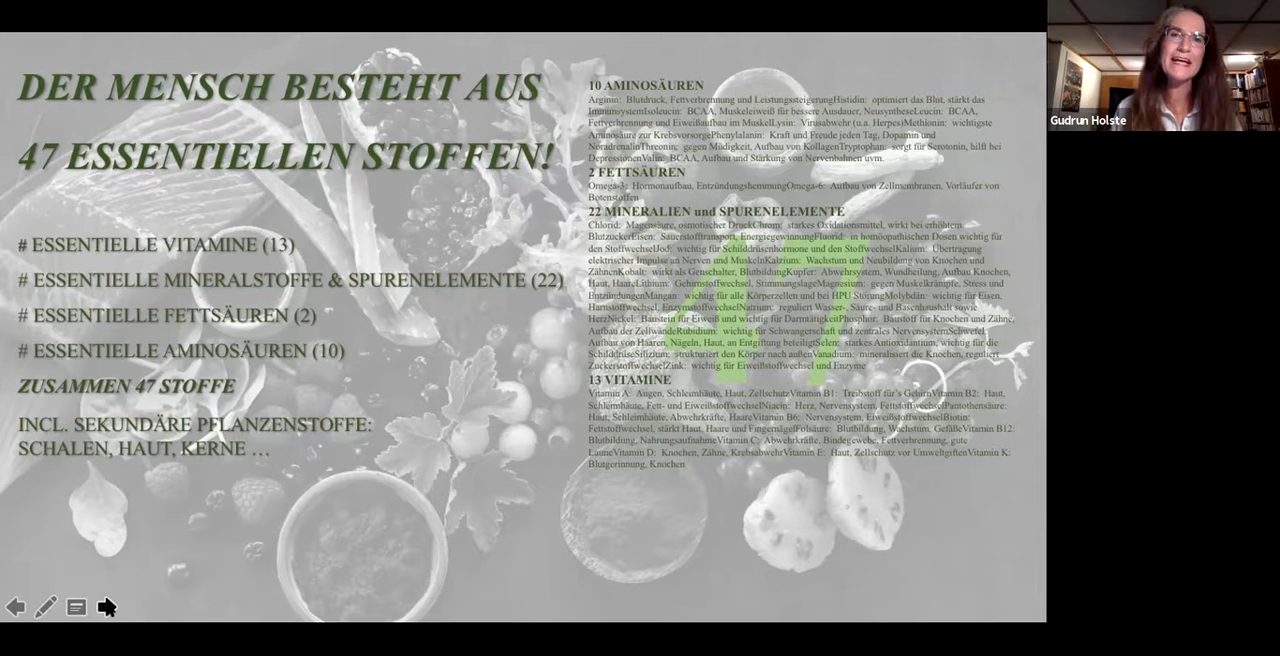 DER MENSCH BESTEHT AUS
47 ESSENTIELLEN STOFFEN!
# ESSENTIELLE VITAMINE (13)
# ESSENTIELLE MINERALSTOFFE & SPURENELEMENTE (22)
# ESSENTIELLE FETTSÄUREN (2)
# ESSENTIELLE AMINOSÄUREN (10)
ZUSAMMEN 47 STOFFE
INCL. SEKUNDÄRE PFLANZENSTOFFE:
SCHALEN, HAUT, KERNE …
10 AMINOSÄUREN
Arginin: Blutdruck, Fettverbrennung und LeistungssteigerungHistidin: optimiert das Blut, stärkt das
ImmunsystemIsoleucin: BCAA, Muskeleiweiß für bessere Ausdauer, NeusyntheseLeucin: BCAA,
Fettverbrennung und Eiweißaufbau im MuskelLysin: Virusabwehr (u.a. Herpes)Methionin: wichtigste
Aminosäure zur KrebsvorsorgePhenylalanin: Kraft und Freude jeden Tag, Dopamin und
NoradrenalinThreonin: gegen Müdigkeit, Aufbau von KollagenTryptophan: sorgt für Serotonin, hilft bei
DepressionenValin: BCAA, Aufbau und Stärkung von Nervenbahnen uvm.
2 FETTSÄUREN
Omega-3: Hormonaufbau, EntzündungshemmungOmega-6: Aufbau von Zellmembranen, Vorläufer von
Botenstoffen
22 MINERALIEN und SPURENELEMENTE
Chlorid: Magensäure, osmotischer DruckChrom: starkes Oxidationsmittel, wirkt bei erhöhtem
BlutzuckerEisen: Sauerstofftransport, EnergiegewinnungFluorid: in homöopathischen Dosen wichtig für
den StoffwechselJod: wichtig für Schilddrüsenhormone und den StoffwechselKalium: Übertragung
elektrischer Impulse an Nerven und MuskelnKalzium: Wachstum und Neubildung von Knochen und
ZähnenKobalt: wirkt als Genschalter, BlutbildungKupfer: Abwehrsystem, Wundheilung, Aufbau Knochen,
Haut, HaareLithium: Gehirnstoffwechsel, StimmungslageMagnesium: gegen Muskelkrämpfe, Stress und
EntzündungenMangan: wichtig für alle Körperzellen und bei HPU StörungMolybdän: wichtig für Eisen,
Harnstoffwechsel, EnzymstoffwechselNatrium: reguliert Wasser-, Säure- und Basenhaushalt sowie
HerzNickel: Baustein für Eiweiß und wichtig für DarmtätigkeitPhosphor: Baustoff für Knochen und Zähne,
Aufbau der ZellwändeRubidium: wichtig für Schwangerschaft und zentrales NervensystemSchwefel:
Aufbau von Haaren, Nägeln, Haut, an Entgiftung beteiligtSelen: starkes Antioxidantium, wichtig für die
SchilddrüseSilizium: strukturiert den Körper nach außenVanadium: mineralisiert die Knochen, reguliert
ZuckerstoffwechselZink: wichtig für Eiweißstoffwechsel und Enzyme
47
13 VITAMINE
Vitamin A: Augen, Schleimhäute, Haut, ZellschutzVitamin B1: Treibstoff für's GehirnVitamin B2: Haut,
Schleimhäute, Fett- und EiweißstoffwechselNiacin: Herz, Nervensystem, FettstoffwechselPantothensäure:
Haut, Schleimhäute, Abwehrkräfte, HaareVitamin B6: Nervensystem, EiweißstoffwechselBiotin:
Fettstoffwechsel, stärkt Haut, Haare und FingernägelFolsäure: Blutbildung, Wachstum, GefäßeVitamin B12:
Blutbildung, NahrungsaufnahmeVitamin C: Abwehrkräfte, Bindegewebe, Fettverbrennung, gute
LauneVitamin D: Knochen, Zähne, KrebsabwehrVitamin E: Haut, Zellschutz vor UmweltgiftenVitamin K:
Blutgerinnung, Knochen
Gudrun Holste